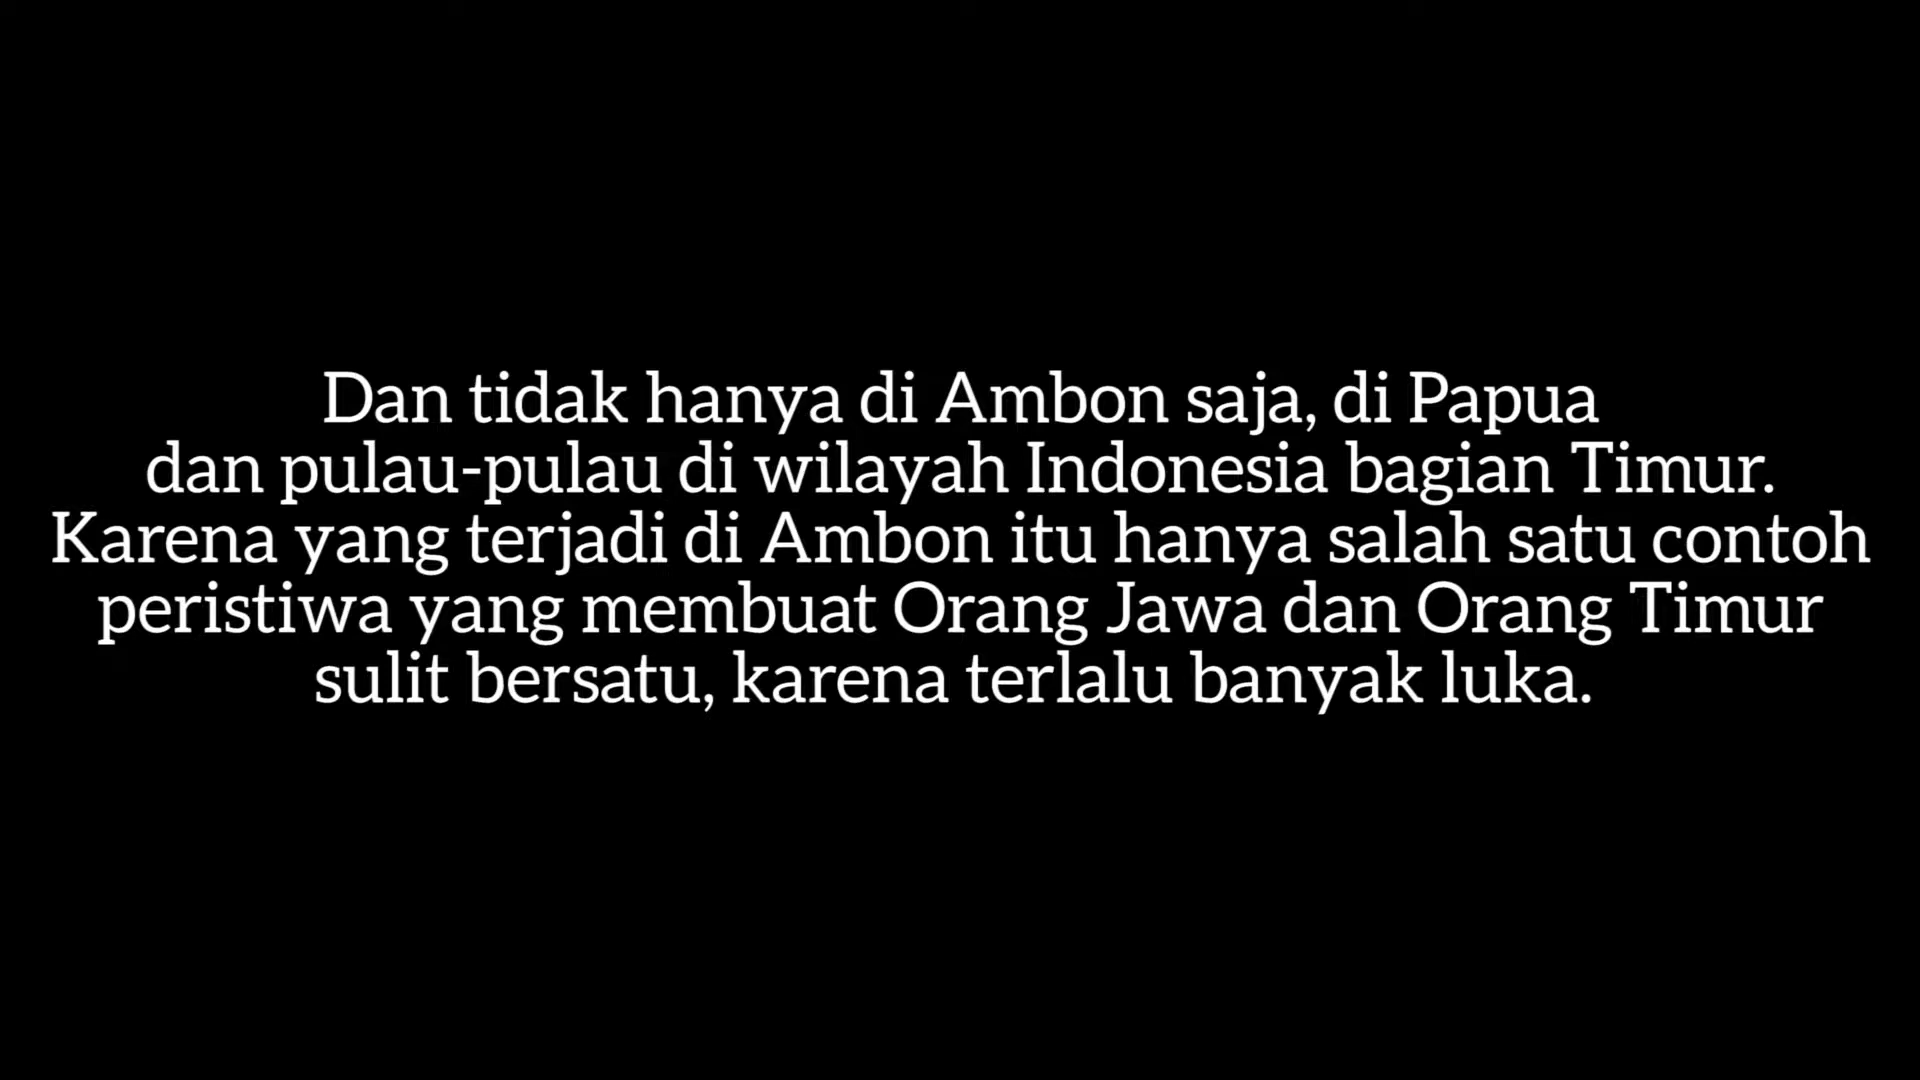 Dan tidak hanya di Ambon saja, di Papua
dan pulau-pulau di wilayah Indonesia bagian Timur.
Karena yang terjadi di Ambon itu hanya salah satu contoh
peristiwa yang membuat Orang Jawa dan Orang Timur
sulit bersatu, karena terlalu banyak luka.